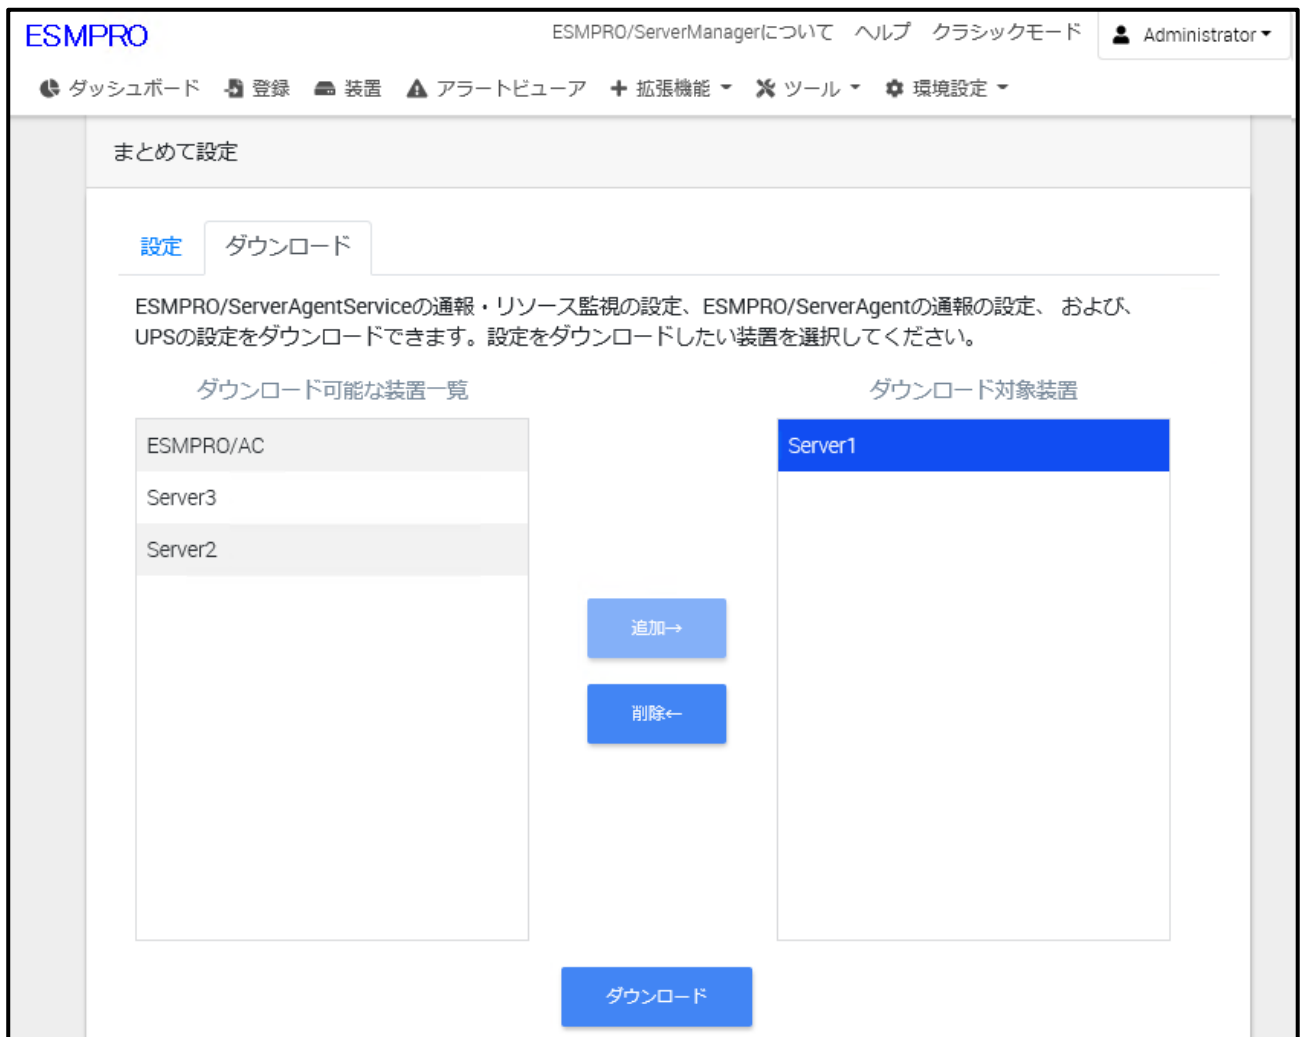 ESMPRO
ESMPRO/ServerManagerについて ヘルプ クラシックモード Administrator
ダッシュボード 登録 装置 アラートビューア 拡張機能 ツール 環境設定
まとめて設定
設定 ダウンロード
ESMPRO/ServerAgentServiceの通報・リソース監視の設定、ESMPRO/ServerAgentの通報の設定、 および、
UPSの設定をダウンロードできます。設定をダウンロードしたい装置を選択してください。
ダウンロード可能な装置一覧
ESMPRO/AC
Server3
Server2
追加→
削除←
ダウンロード対象装置
Server1
ダウンロード